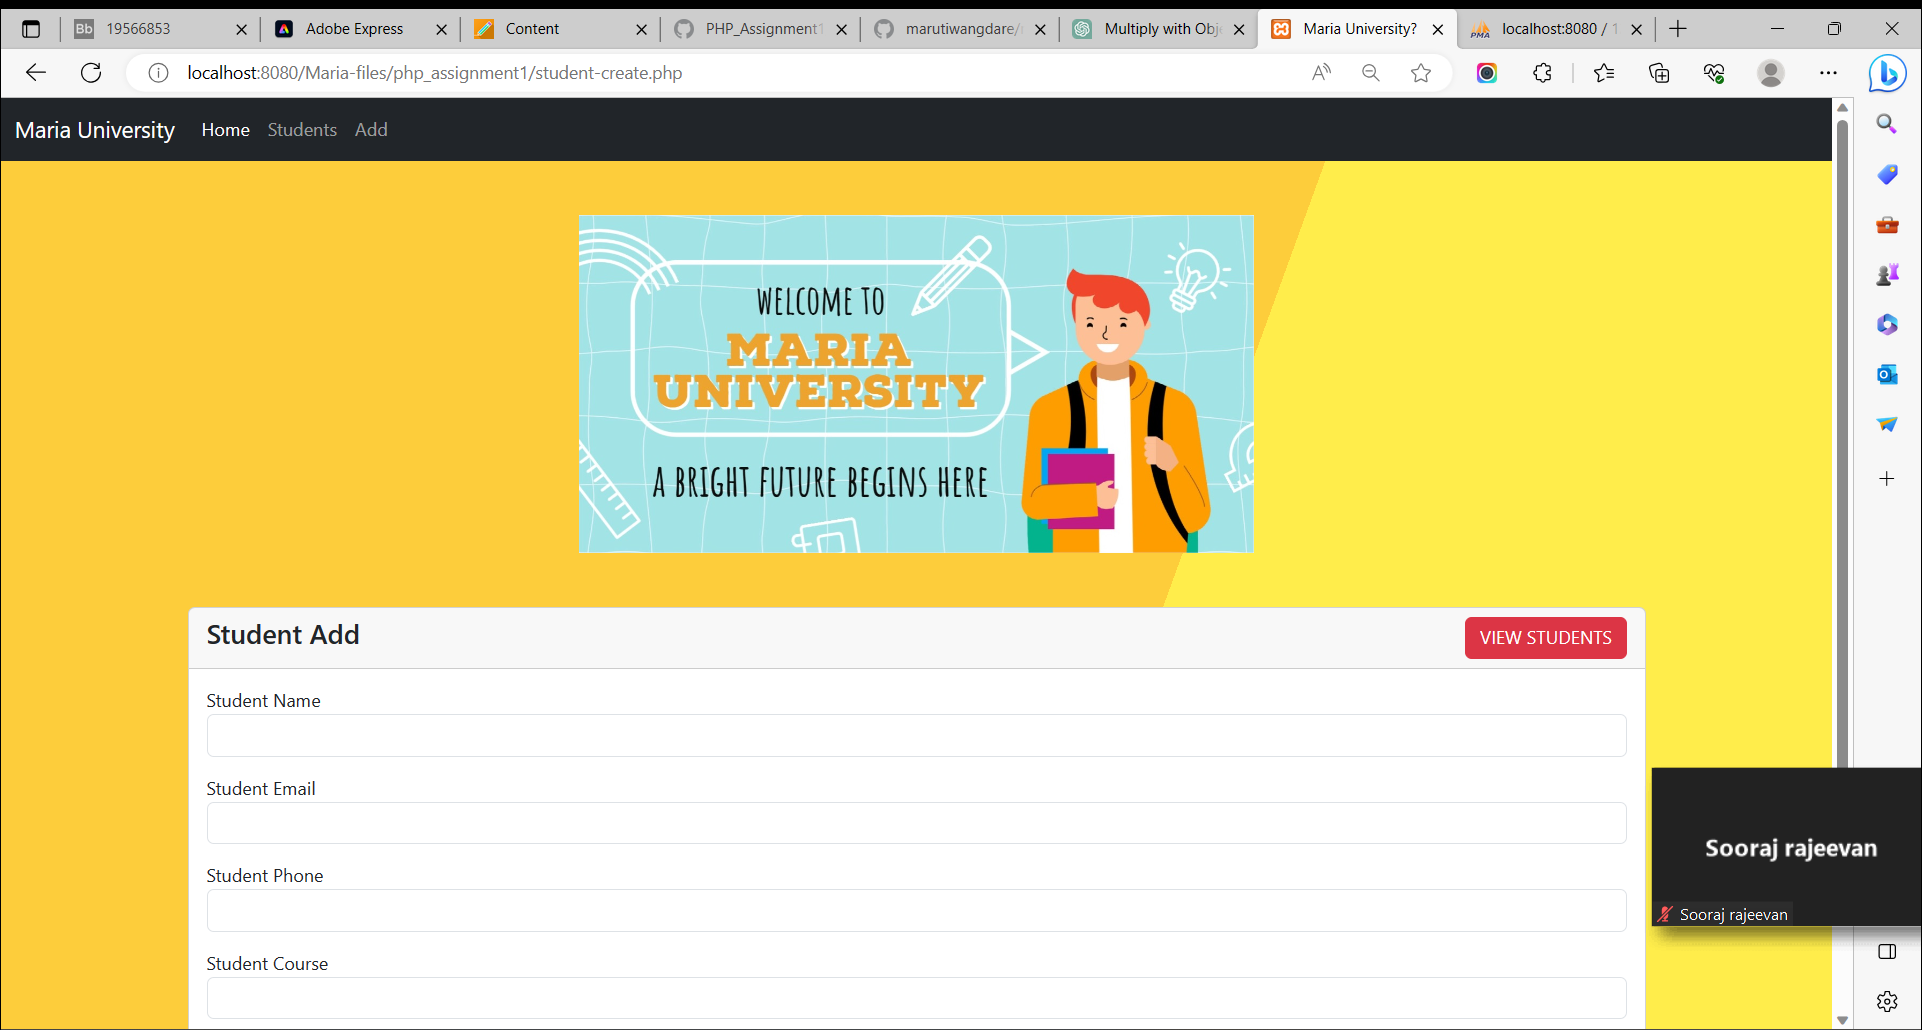 Bb 19566853
Adobe Express
Content
PHP_Assignment1
marutiwangdare/
Multiply with Obj
Maria University?
PMA localhost:8080 / 1
localhost:8080/Maria-files/php_assignment1/student-create.php
Maria University Home Students Add
WELCOME TO
MARIA
UNIVERSITY
A BRIGHT FUTURE BEGINS HERE
Student Add
VIEW STUDENTS
Student Name
Student Email
Student Phone
Student Course
Sooraj rajeevan
Sooraj rajeevan